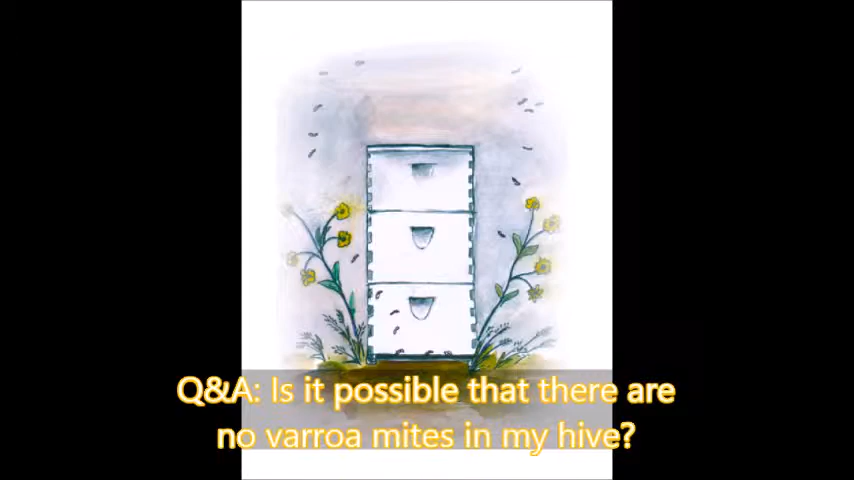 Q&A: Is it possible that there are
no varroa mites in my hive?